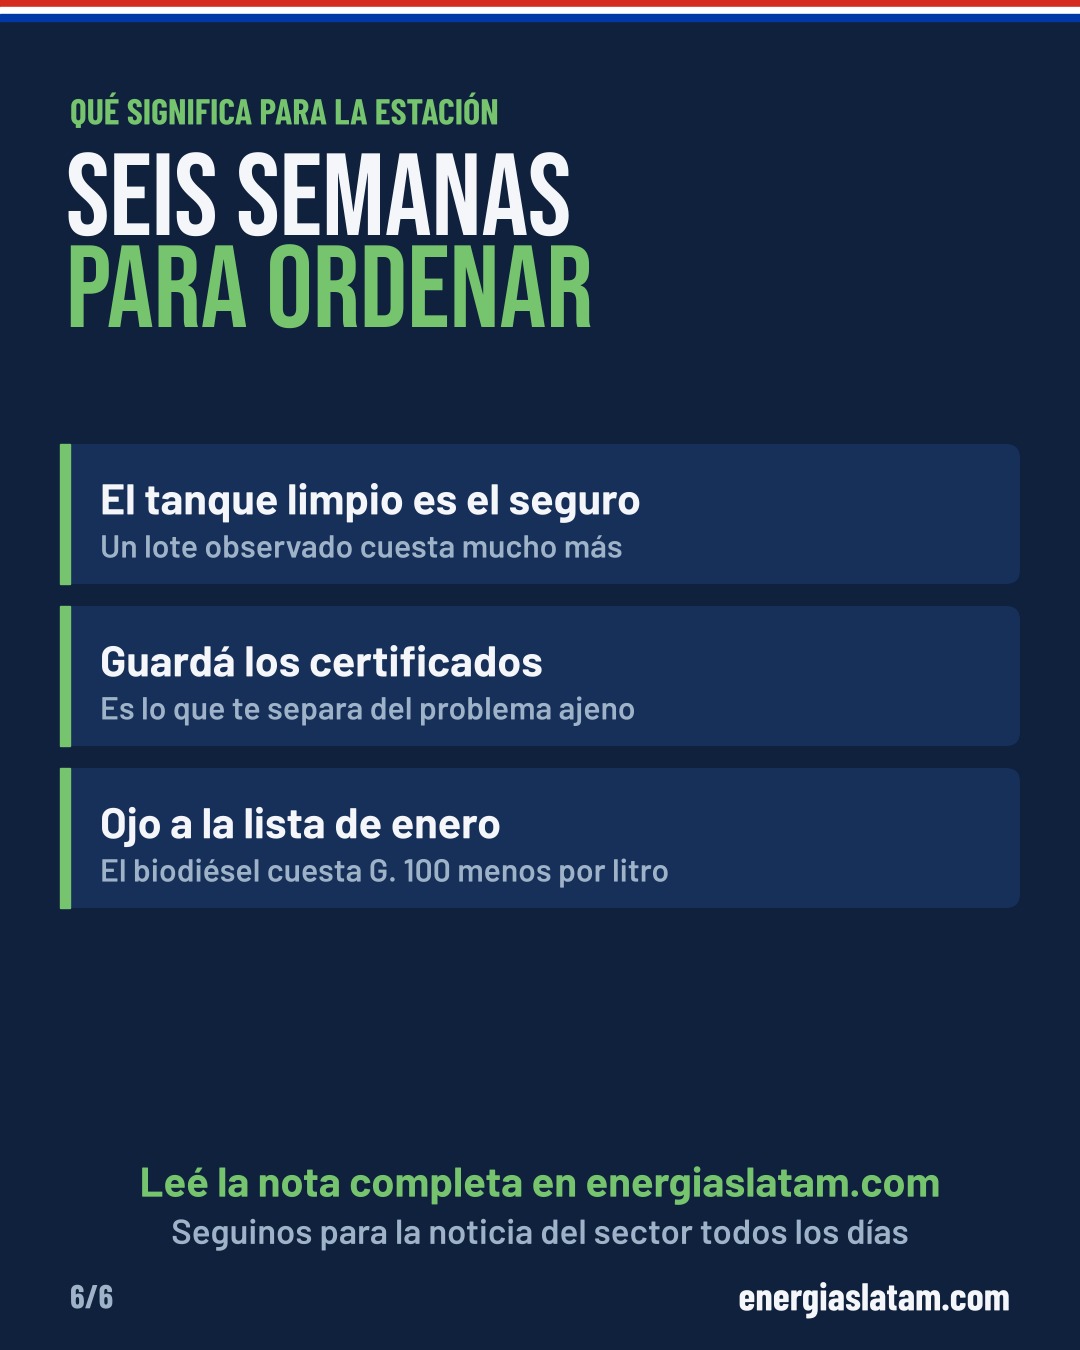 QUÉ SIGNIFICA PARA LA ESTACIÓN
SEIS SEMANAS
PARA ORDENAR
El tanque limpio es el seguro
Un lote observado cuesta mucho más
Guardá los certificados
Es lo que te separa del problema ajeno
Ojo a la lista de enero
El biodiésel cuesta G. 100 menos por litro
Leé la nota completa en energiaslatam.com
Seguinos para la noticia del sector todos los días
6/6
energiaslatam.com